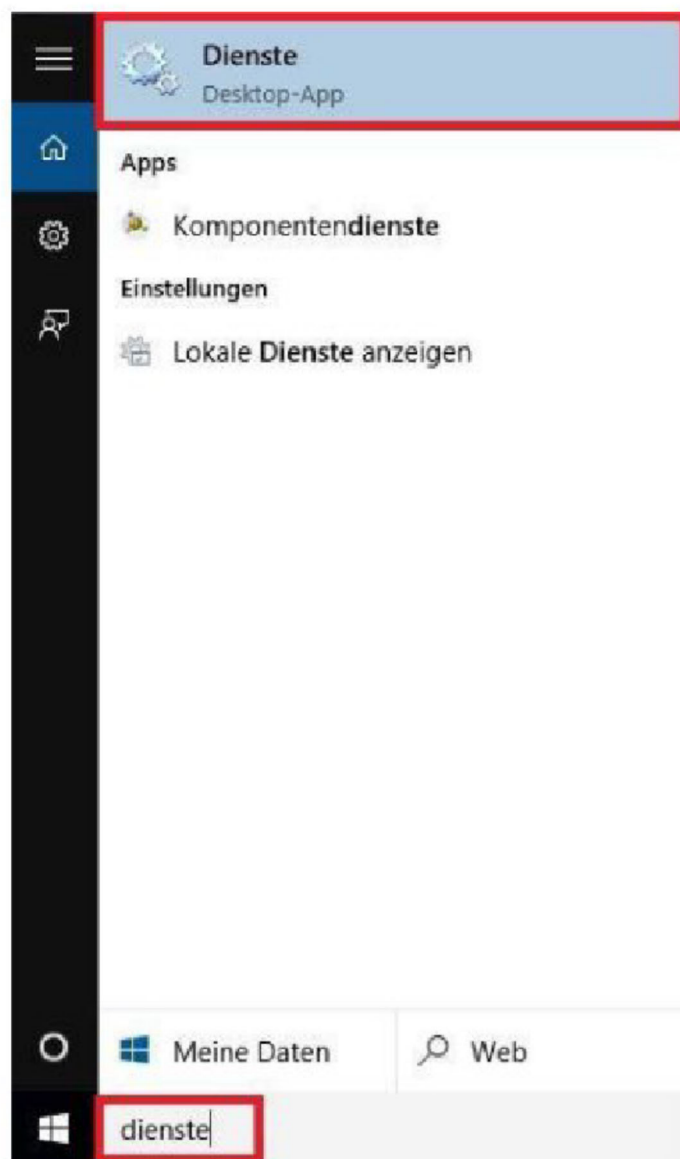 Dienste
Desktop-App
Apps
Komponentendienste
Einstellungen
Lokale Dienste anzeigen
Meine Daten
Web
dienste